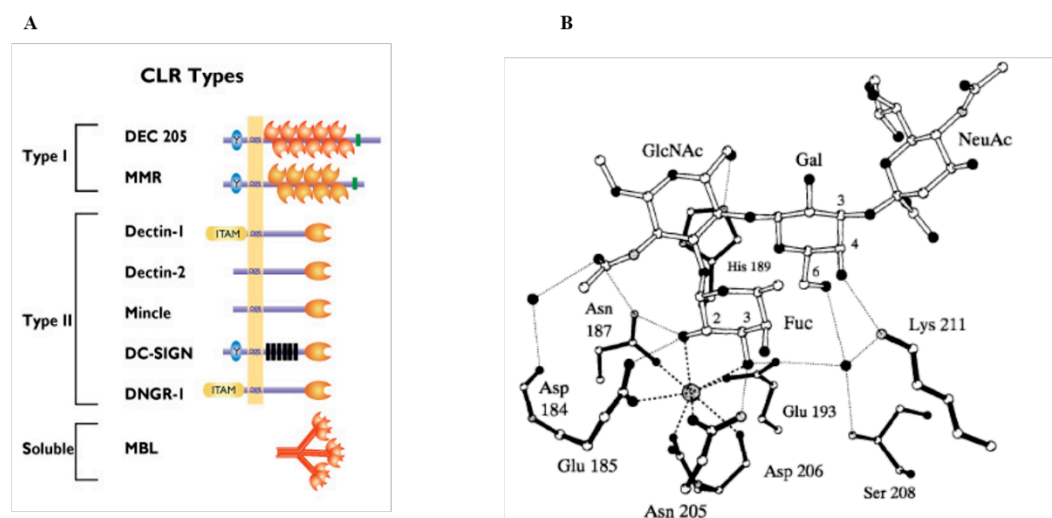 A
B
CLR Types
Type I
DEC 205
MMR
Type II
Dectin-1
ITAM
Dectin-2
Mincle
DC-SIGN
DNGR-1
ITAM
Soluble
MBL
GlcNAc
Gal
NeuAc
3
4
His 189
6
Asn
187
2
3
Fuc
Lys 211
Asp
184
Glu 193
Glu 185
Asp 206
Ser 208
Asn 205